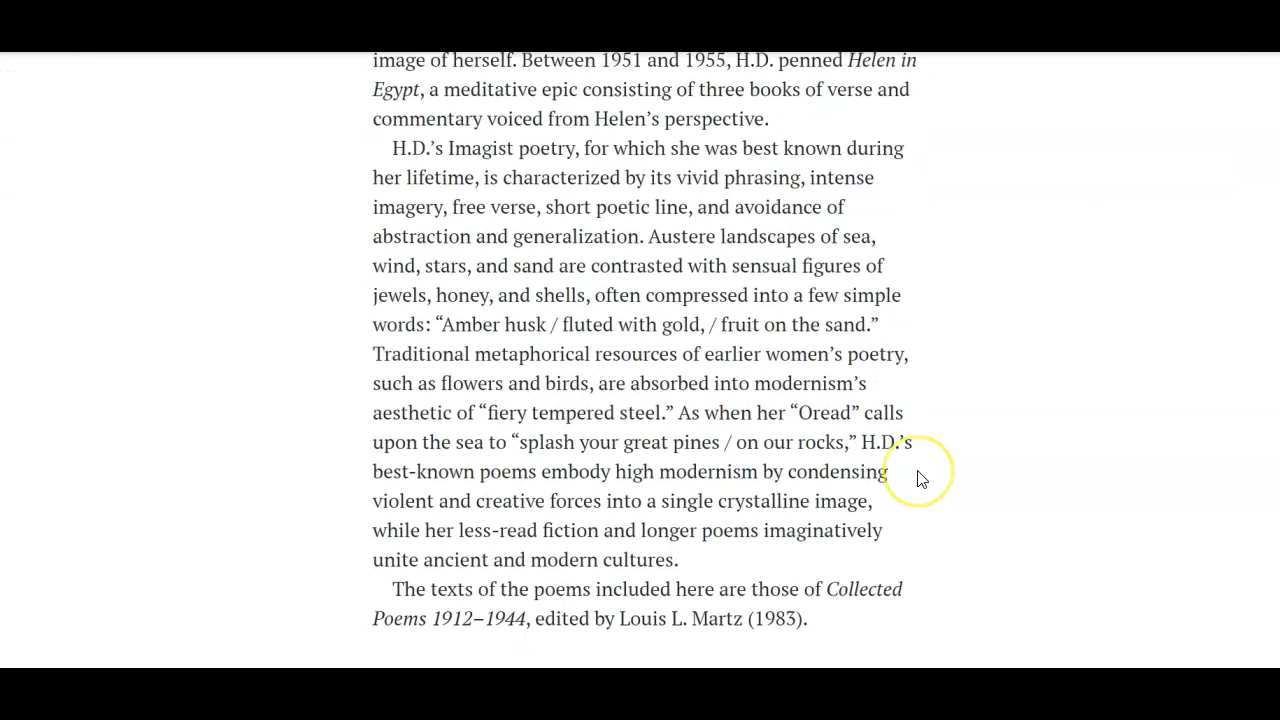 image of herself. Between 1951 and 1955, H.D. penned Helen in
Egypt, a meditative epic consisting of three books of verse and
commentary voiced from Helen’s perspective.
H.D.’s Imagist poetry, for which she was best known during
her lifetime, is characterized by its vivid phrasing, intense
imagery, free verse, short poetic line, and avoidance of
abstraction and generalization. Austere landscapes of sea,
wind, stars, and sand are contrasted with sensual figures of
jewels, honey, and shells, often compressed into a few simple
words: “Amber husk / fluted with gold, / fruit on the sand.”
Traditional metaphorical resources of earlier women’s poetry,
such as flowers and birds, are absorbed into modernism’s
aesthetic of “fiery tempered steel.” As when her “Oread” calls
upon the sea to “splash your great pines / on our rocks,” H.D.’s
best-known poems embody high modernism by condensing
violent and creative forces into a single crystalline image,
while her less-read fiction and longer poems imaginatively
unite ancient and modern cultures.
The texts of the poems included here are those of Collected
Poems 1912–1944, edited by Louis L. Martz (1983).